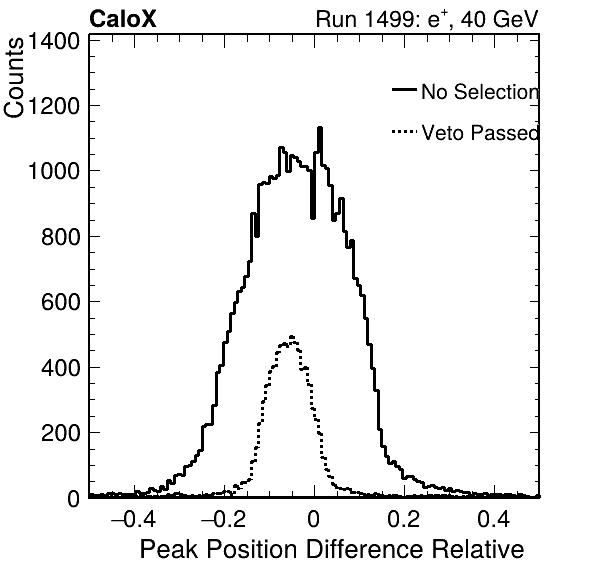 CaloX Run 1499: e⁺, 40 GeV
Counts
1400
No Selection
Veto Passed
1200
1000
800
600
400
200
0
−0.4 −0.2 0 0.2 0.4
Peak Position Difference Relative